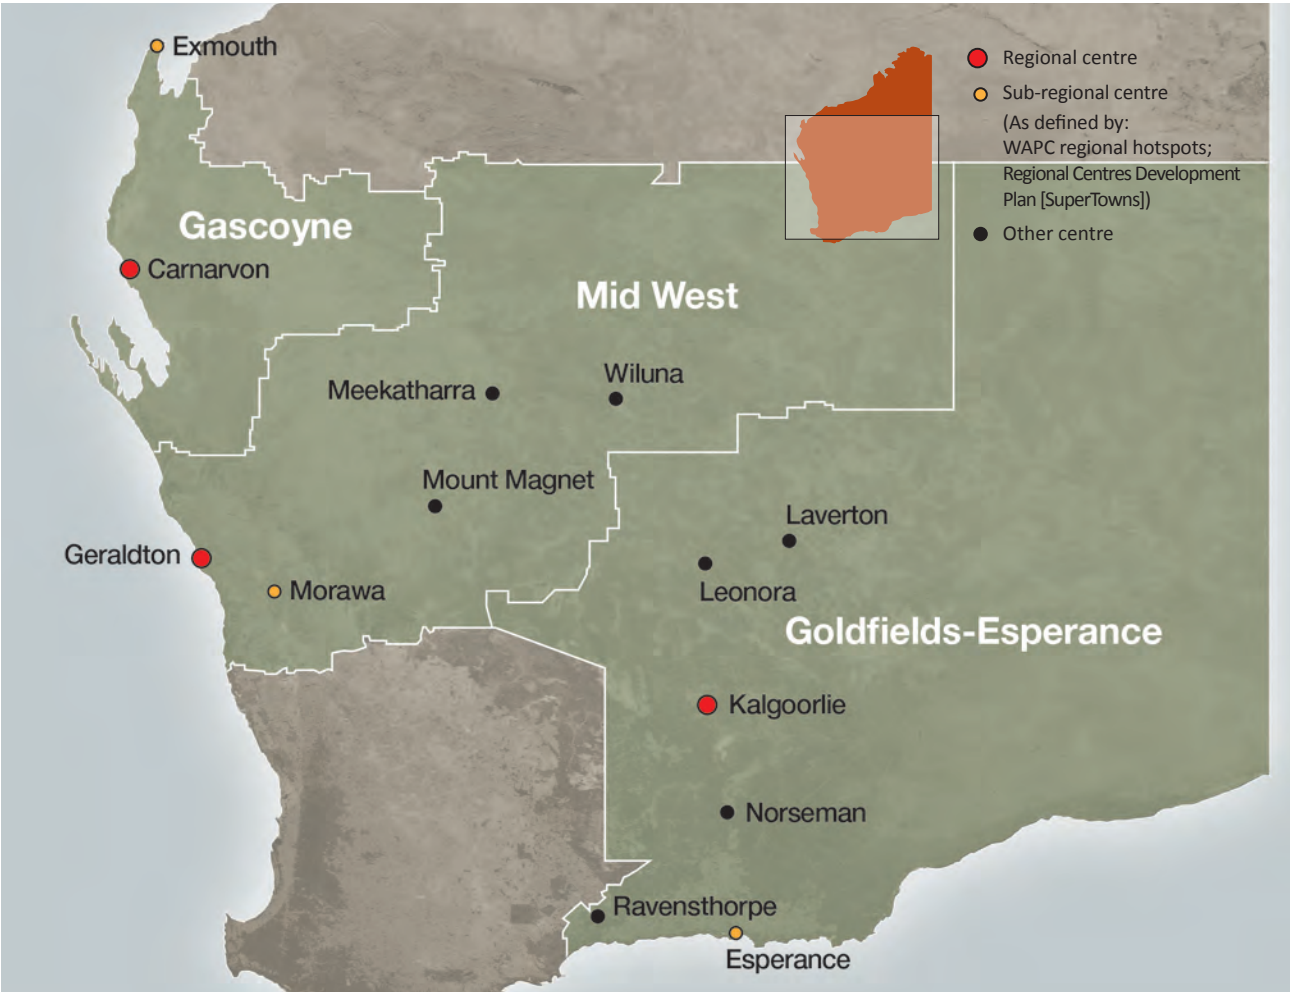 Exmouth
Regional centre
Sub-regional centre
(As defined by:
WAPC regional hotspots;
Regional Centres Development
Plan [SuperTowns])
Other centre
Gascoyne
Carnarvon
Mid West
Wiluna
Meekatharra
Mount Magnet
Laverton
Geraldton
Morawa
Leonora
Goldfields-Esperance
Kalgoorlie
Norseman
Ravensthorpe
Esperance